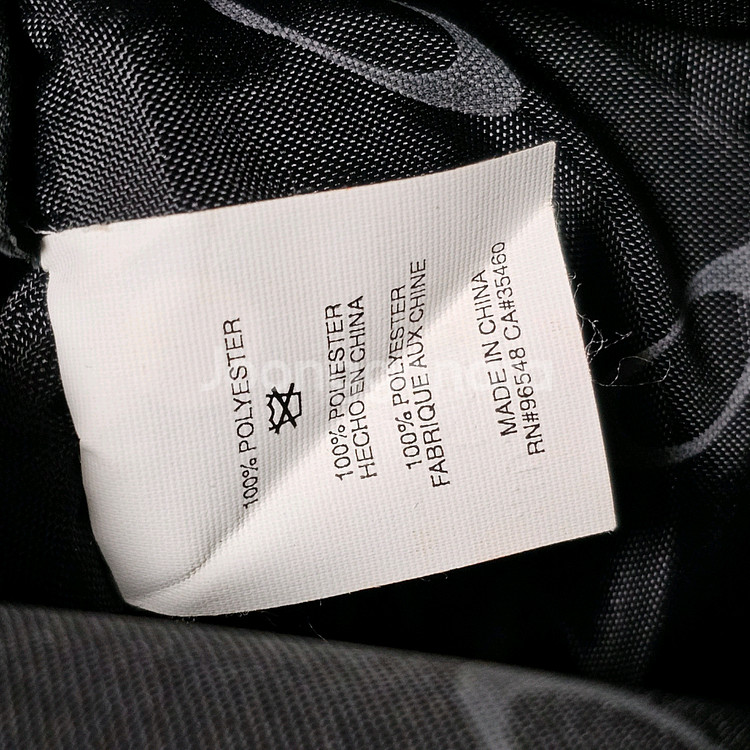 100% POLYESTER
100% POLIESTER
HECHO EN CHINA
100% POLYESTER
FABRIQUE AUX CHINE
MADE IN CHINA
RN#96548 CA#35460